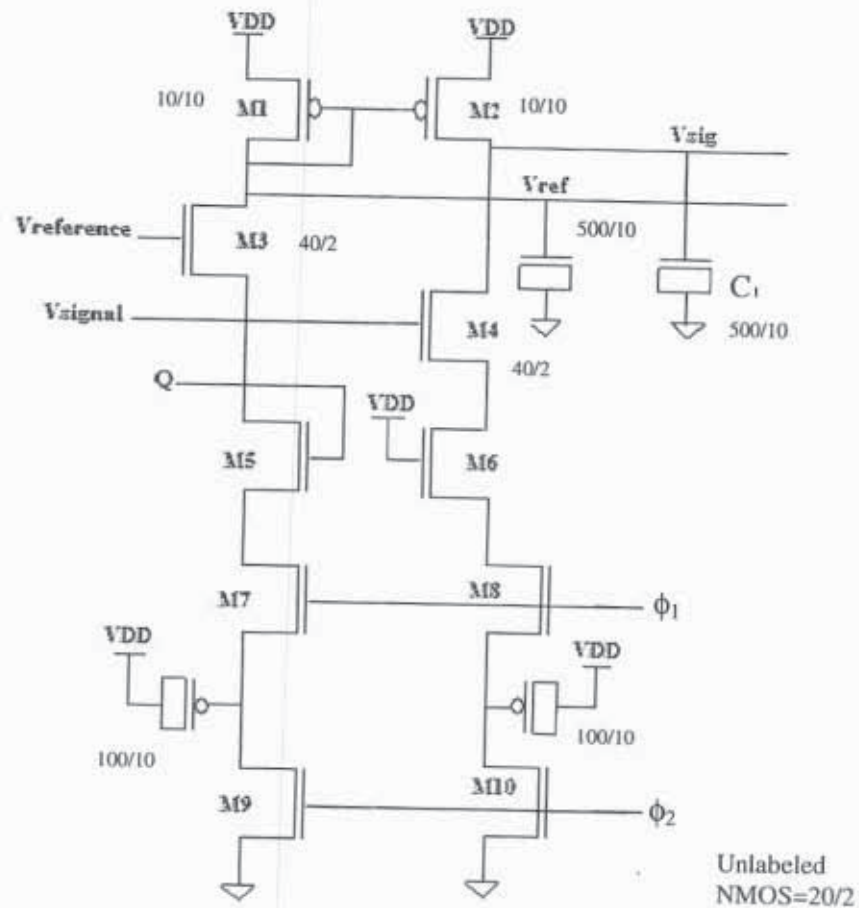 VDD
VDD
10/10
M1
M2
10/10
Vsig
Vref
Vreference
M3
40/2
500/10
C₁
Vsignal
M4
500/10
40/2
Q
VDD
M5
M6
M7
M8
ϕ₁
VDD
VDD
100/10
100/10
M9
M10
ϕ₂
Unlabeled
NMOS=20/2